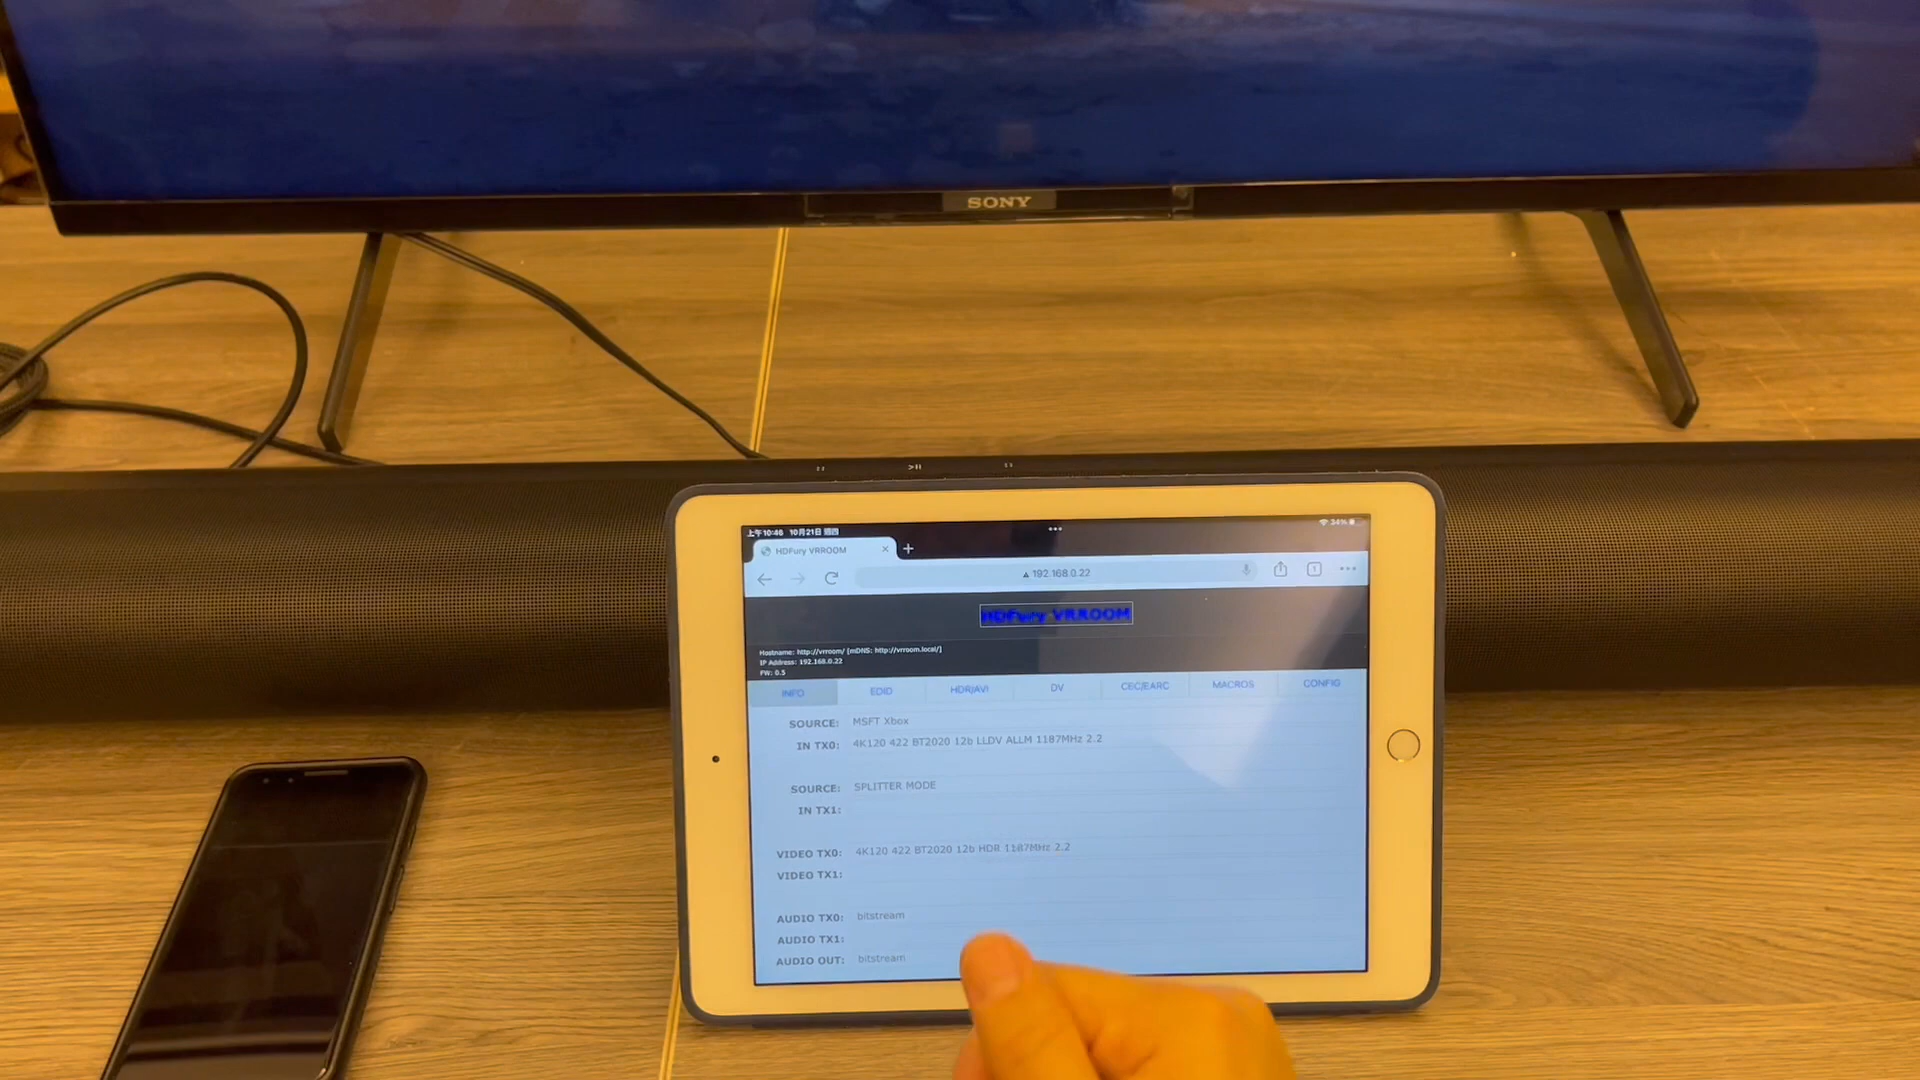 SONY
上午10:46 10月21日 週四
34%
HDFury VRROOM
192.168.0.22
1
HDFury VRROOM
Hostname: http://vrroom/ [mDNS: http://vrroom.local/]
IP Address: 192.168.0.22
FW: 0.5
INFO EDID HDR/AVI DV CEC/EARC MACROS CONFIG
SOURCE: MSFT Xbox
IN TX0: 4K120 422 BT2020 12b LLDV ALLM 1187MHz 2.2
SOURCE: SPLITTER MODE
IN TX1:
VIDEO TX0: 4K120 422 BT2020 12b HDR 1187MHz 2.2
VIDEO TX1:
AUDIO TX0: bitstream
AUDIO TX1:
AUDIO OUT: bitstream